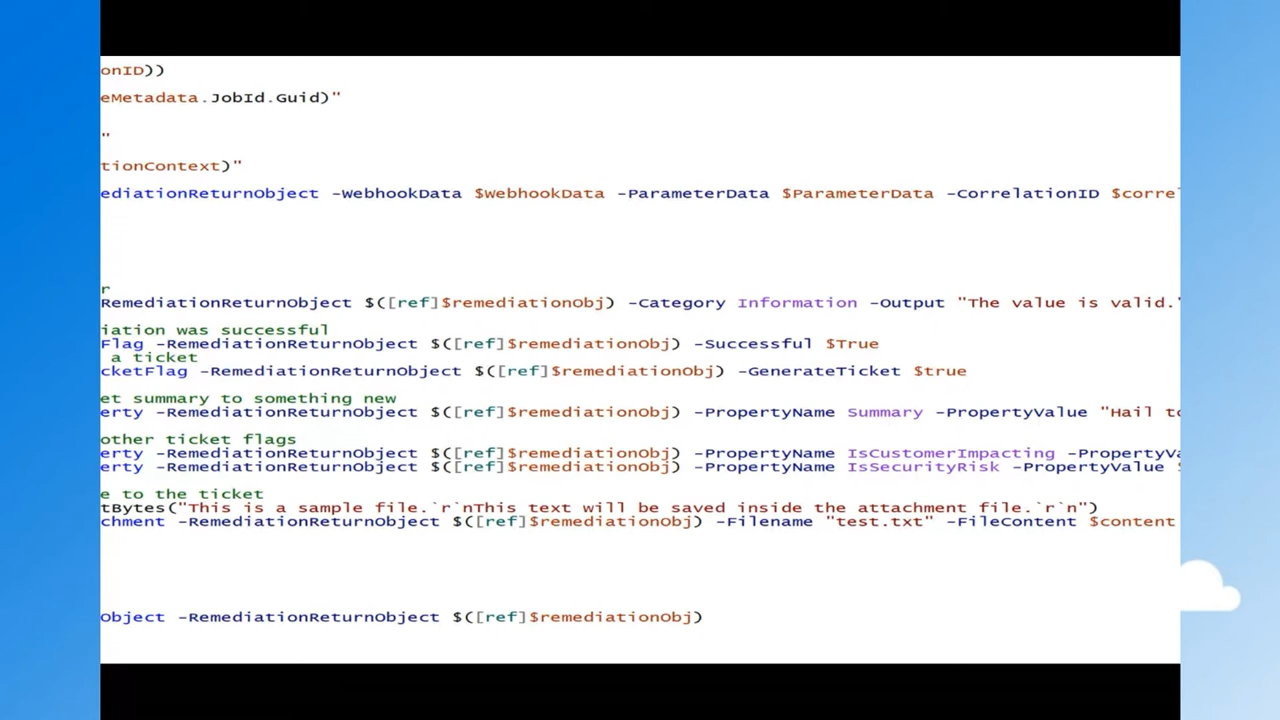 onID))
eMetadata.JobId.Guid)"
"
tionContext)"
ediationReturnObject -WebhookData $WebhookData -ParameterData $ParameterData -CorrelationID $corre
r
RemediationReturnObject $([ref]$remediationObj) -Category Information -Output "The value is valid."
iation was successful
Flag -RemediationReturnObject $([ref]$remediationObj) -Successful $True
a ticket
cketFlag -RemediationReturnObject $([ref]$remediationObj) -GenerateTicket $true
et summary to something new
erty -RemediationReturnObject $([ref]$remediationObj) -PropertyName Summary -PropertyValue "Hail to
other ticket flags
erty -RemediationReturnObject $([ref]$remediationObj) -PropertyName IsCustomerImpacting -PropertyVa
erty -RemediationReturnObject $([ref]$remediationObj) -PropertyName IsSecurityRisk -PropertyValue $
e to the ticket
tBytes("This is a sample file.`r`nThis text will be saved inside the attachment file.`r`n")
chment -RemediationReturnObject $([ref]$remediationObj) -Filename "test.txt" -FileContent $content
Object -RemediationReturnObject $([ref]$remediationObj)